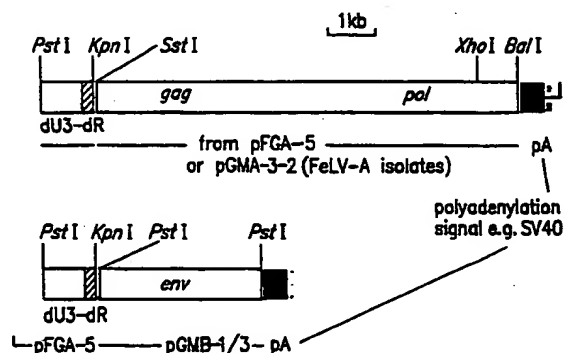 1kb
PstI KpnI SstI XhoI BalI
gag pol
dU3-dR
from pFGA-5 pA
or pGMA-3-2 (FeLV-A isolates)
polyadenylation
signal e.g. SV40
PstI KpnI PstI PstI
env
dU3-dR
pFGA-5 pGMB-1/3- pA